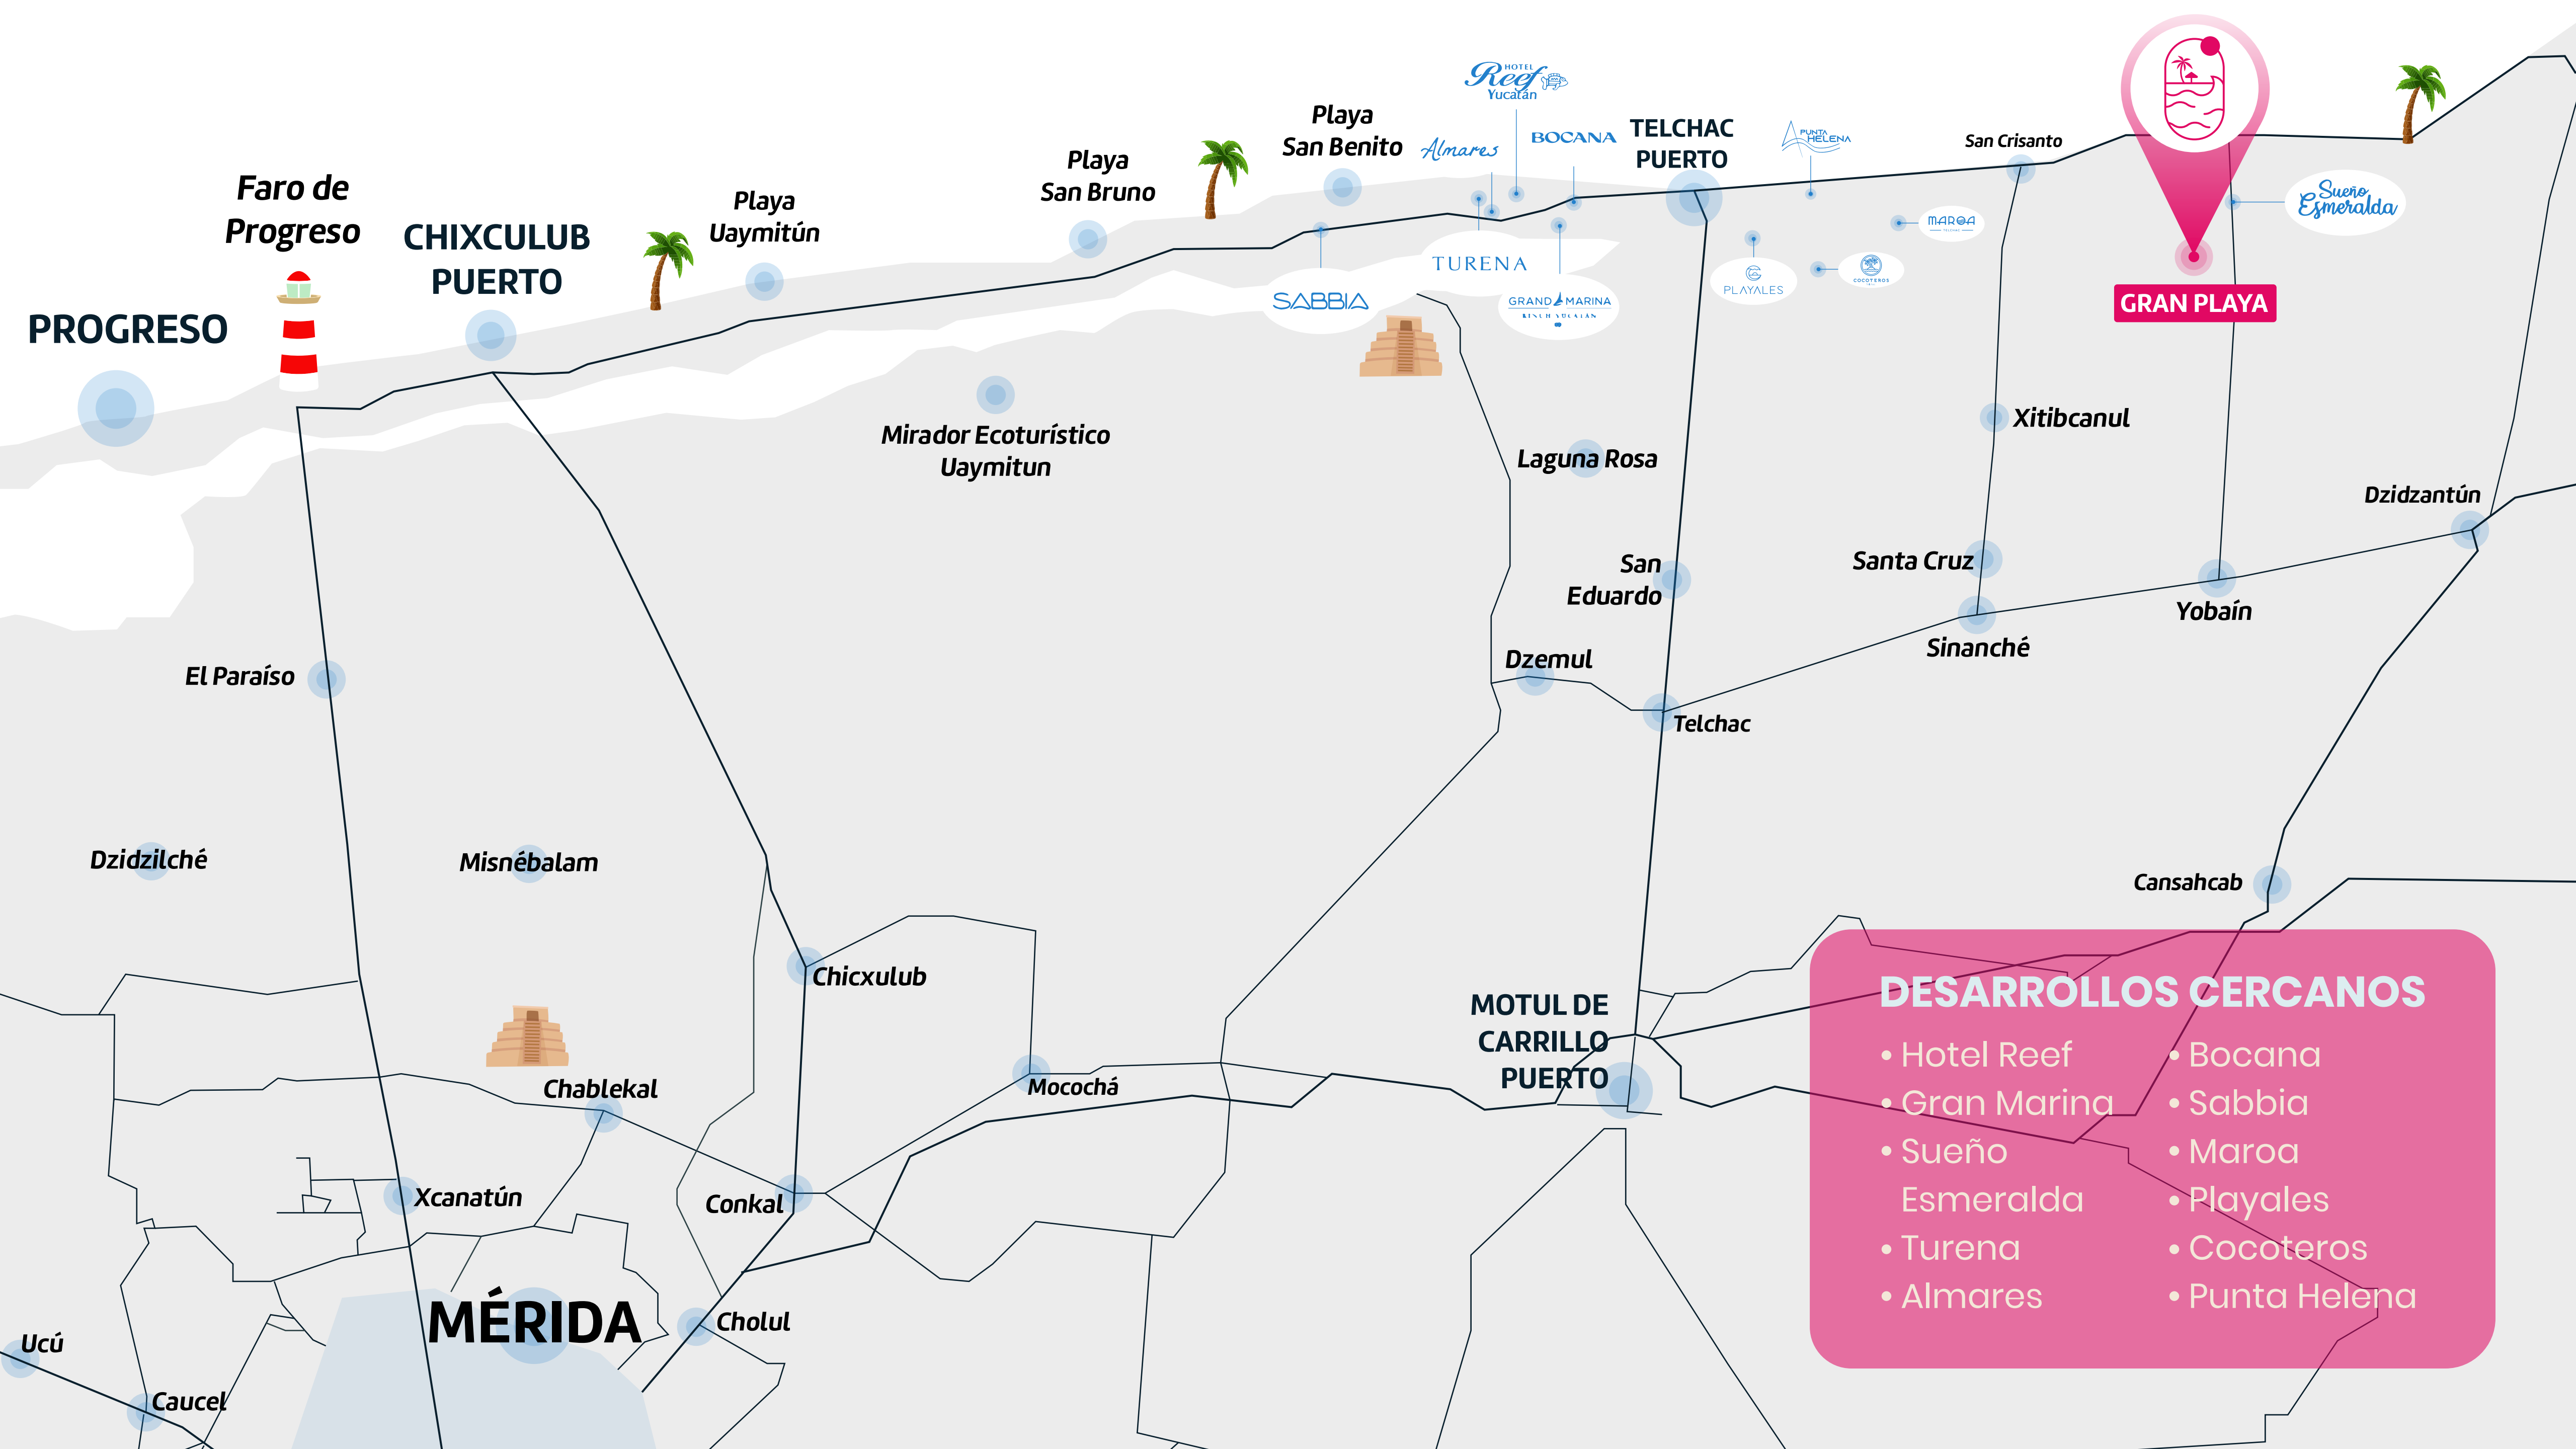 HOTEL
Reef
Yucatán
Playa
San Benito
Almares
BOCANA
TELCHAC
PUERTO
PUNTA
HELENA
San Crisanto
Playa
San Bruno
Faro de
Progreso
Playa
Uaymitún
Sueño
Esmeralda
CHIXCULUB
PUERTO
MAROA
TELCHAC
TURENA
PLAYALES
COCOTEROS
SABBIA
GRAND MARINA
GRAN PLAYA
PROGRESO
Mirador Ecoturístico
Uaymitun
Laguna Rosa
Xitibcanul
Dzidzantún
San
Eduardo
Santa Cruz
Yobaín
Sinanché
El Paraíso
Dzemul
Telchac
Dzidzilché
Misnébalam
Cansahcab
Chicxulub
MOTUL DE
CARRILLO
PUERTO
Chablekal
Mocochá
Xcanatún
Conkal
MÉRIDA
Cholul
Ucú
Caucel
DESARROLLOS CERCANOS
• Hotel Reef
• Gran Marina
• Sueño
Esmeralda
• Turena
• Almares
• Bocana
• Sabbia
• Maroa
• Playales
• Cocoteros
• Punta Helena